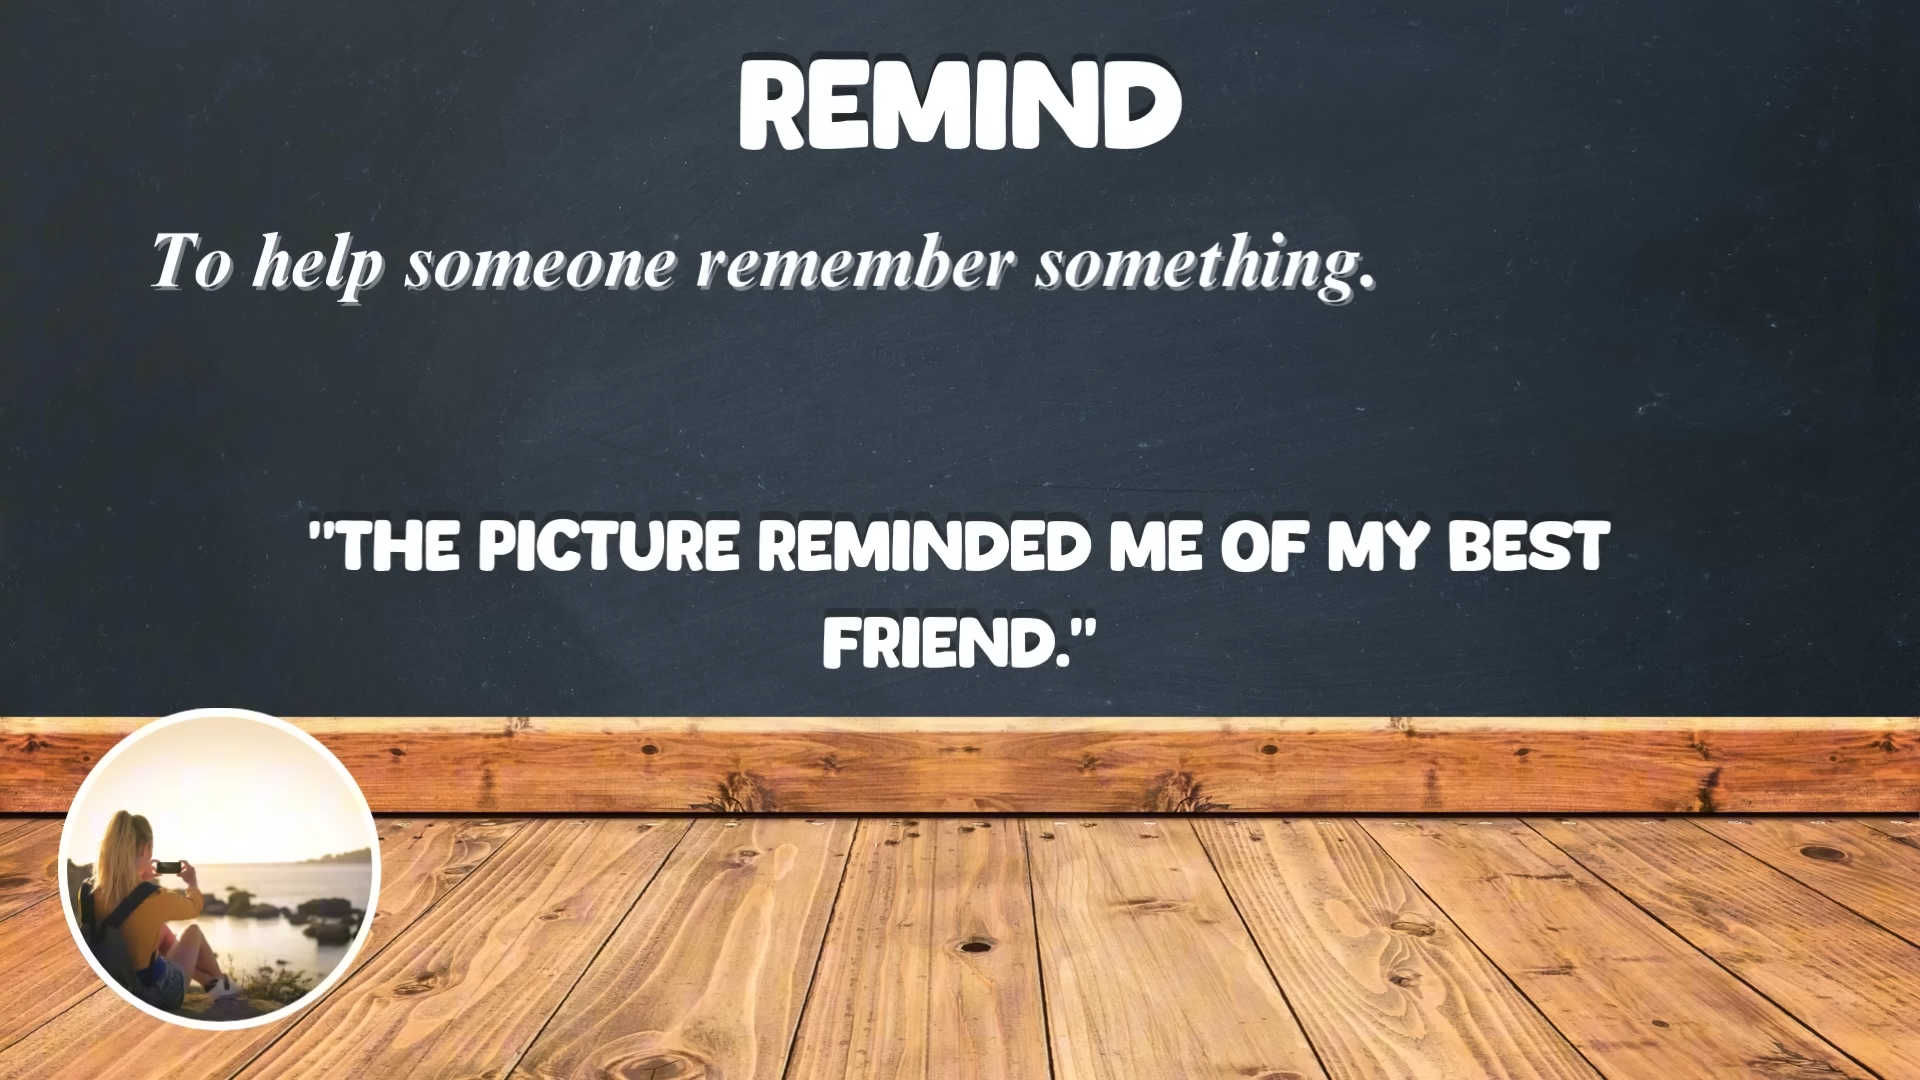 REMIND
To help someone remember something.
"THE PICTURE REMINDED ME OF MY BEST
FRIEND."